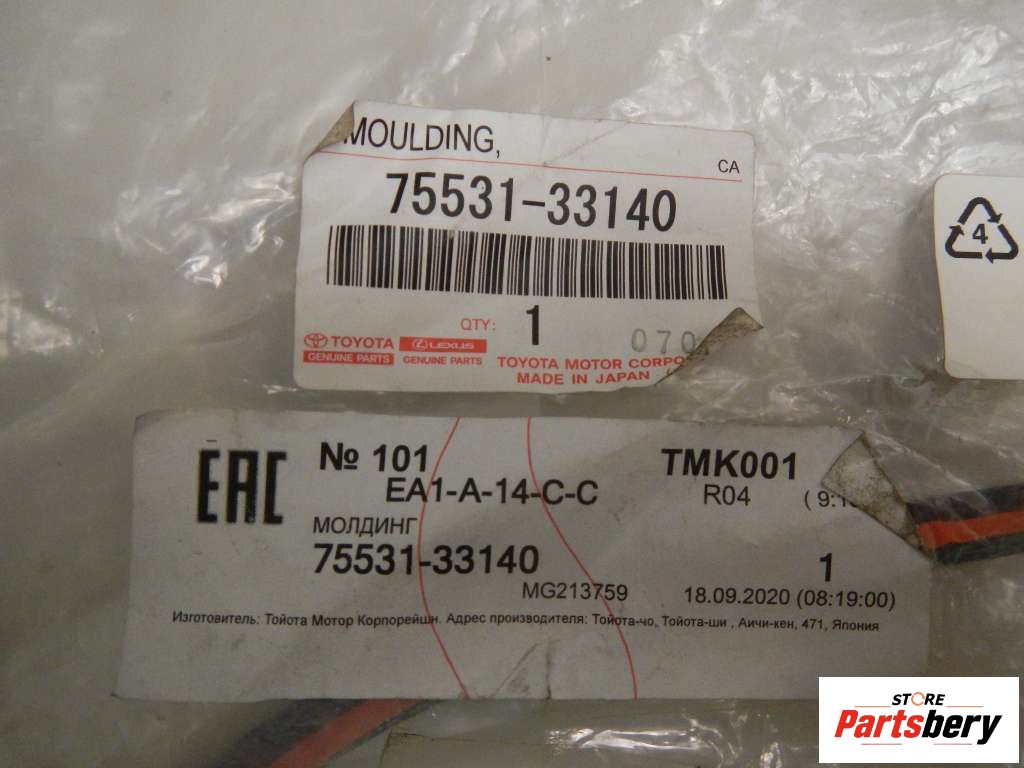 MOULDING,
CA
75531-33140
QTY: 1
070
TOYOTA
GENUINE PARTS
LEXUS
GENUINE PARTS
TOYOTA MOTOR
MADE IN JAPAN
4
EAC
№ 101
TMK001
EA1-A-14-C-C
R04
МОЛДИНГ
75531-33140
1
MG213759
18.09.2020 (08:19:00)
Изготовитель: Тойота Мотор Корпорейшн. Адрес производителя: Тойота-чо, Тойота-ши , Аичи-кен, 471, Япония
STORE
Partsbery